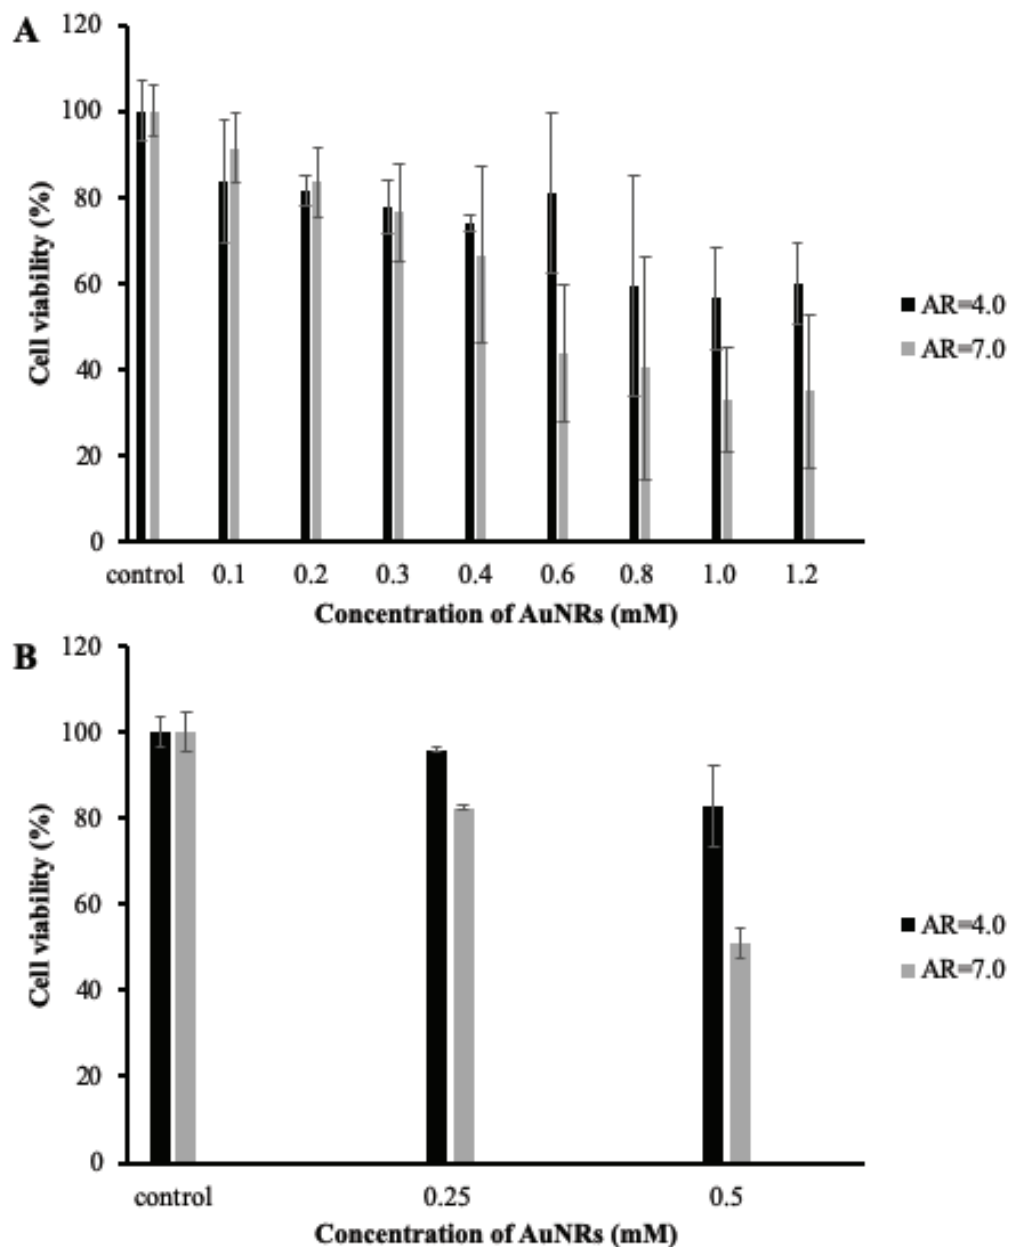 A
120
100
80
60
40
20
0
Cell viability (%)
control 0.1 0.2 0.3 0.4 0.6 0.8 1.0 1.2
Concentration of AuNRs (mM)
AR=4.0
AR=7.0
B
120
100
80
60
40
20
0
Cell viability (%)
control 0.25 0.5
Concentration of AuNRs (mM)
AR=4.0
AR=7.0